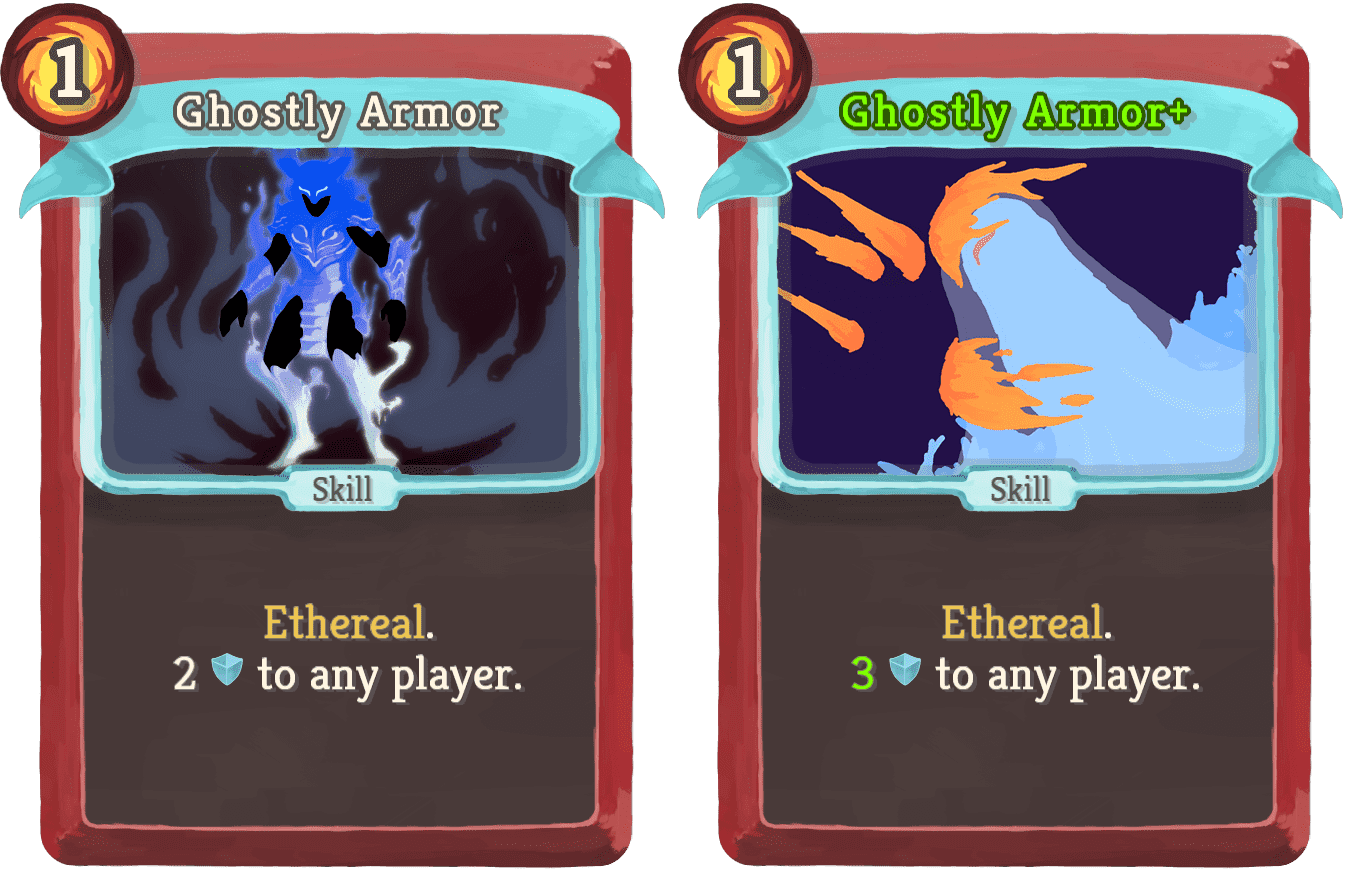 1
Ghostly Armor
Skill
Ethereal.
2 to any player.
1
Ghostly Armor+
Skill
Ethereal.
3 to any player.